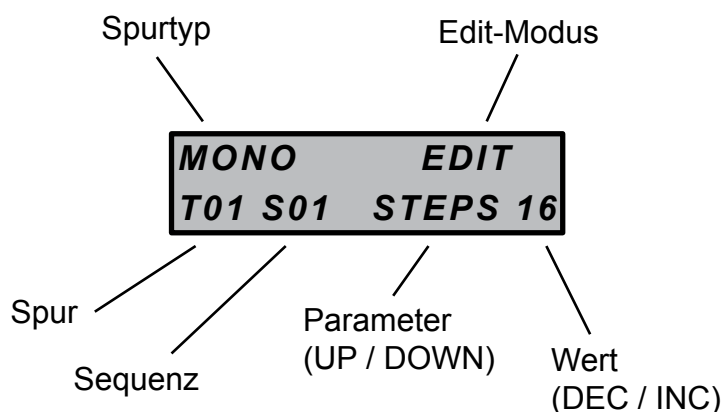 Spurtyp Edit-Modus
MONO EDIT
T01 S01 STEPS 16
Spur
Sequenz
Parameter
(UP / DOWN)
Wert
(DEC / INC)